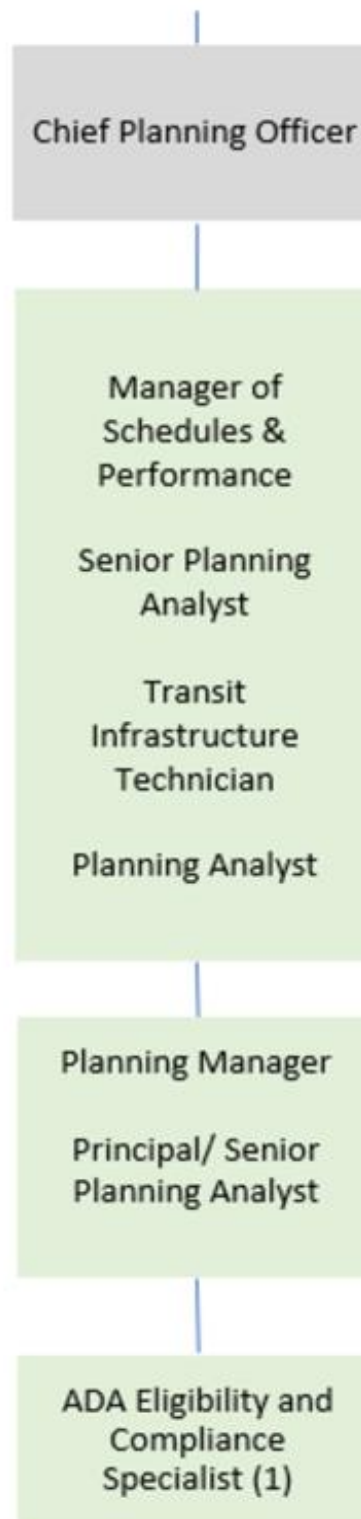 Chief Planning Officer
Manager of
Schedules &
Performance
Senior Planning
Analyst
Transit
Infrastructure
Technician
Planning Analyst
Planning Manager
Principal/ Senior
Planning Analyst
ADA Eligibility and
Compliance
Specialist (1)